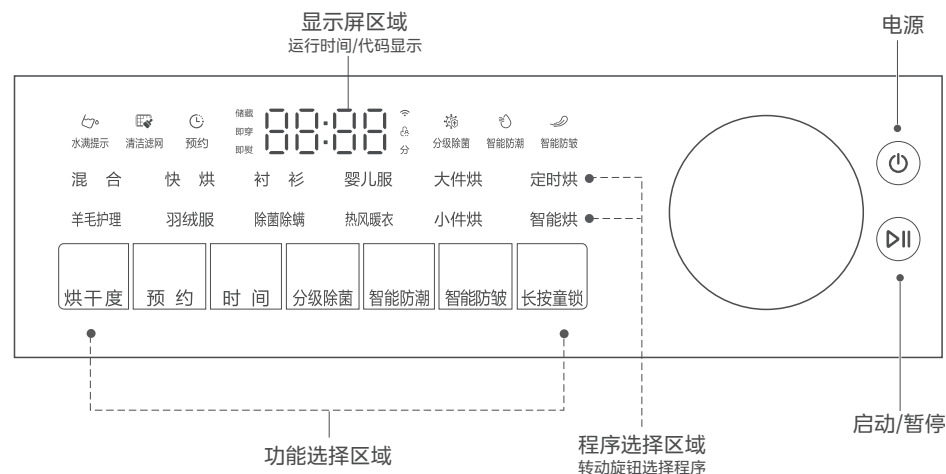 显示屏区域
运行时间/代码显示
电源
水满提示 清洁滤网 预约 储藏 即穿 即熨 88:88 分 分级除菌 智能防潮 智能防皱
混合 快烘 衬衫 婴儿服 大件烘 定时烘
羊毛护理 羽绒服 除菌除螨 热风暖衣 小件烘 智能烘
烘干度 预约 时间 分级除菌 智能防潮 智能防皱 长按童锁
启动/暂停
功能选择区域
程序选择区域
转动旋钮选择程序